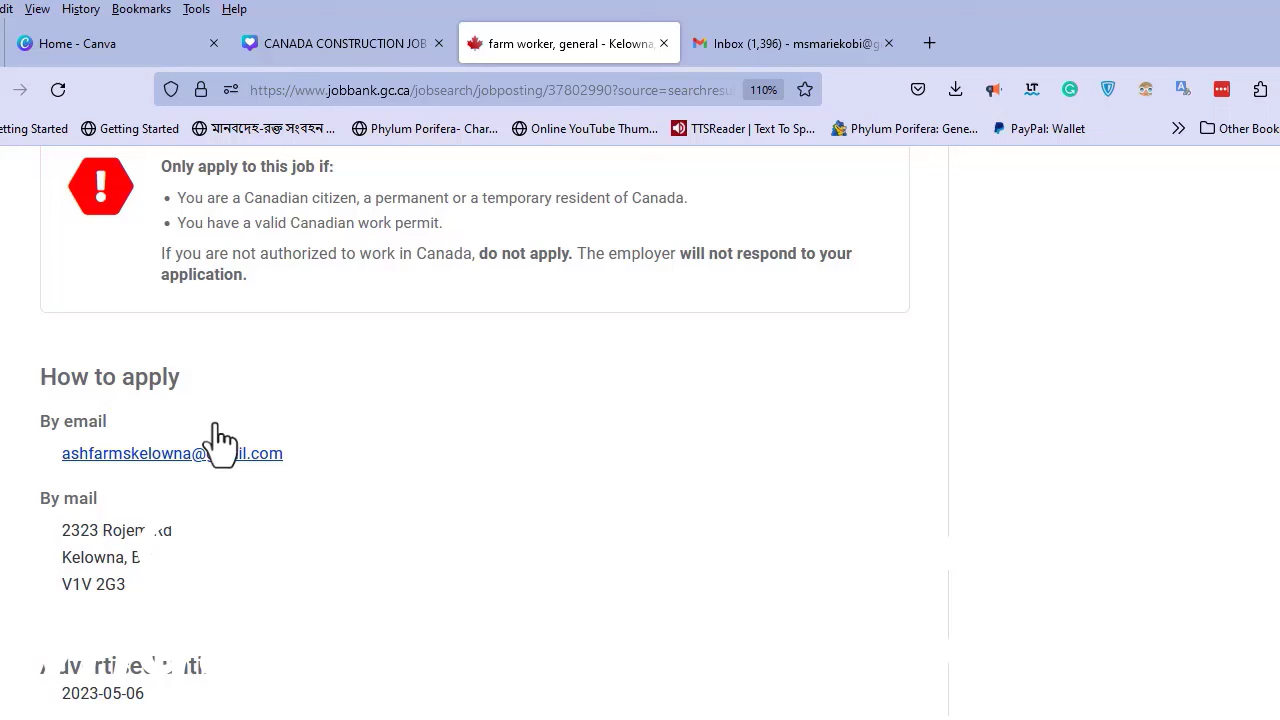 dit View History Bookmarks Tools Help
Home - Canva CANADA CONSTRUCTION JOB farm worker, general - Kelowna, Inbox (1,396) - msmariekobi@g
https://www.jobbank.gc.ca/jobsearch/jobposting/37802990?source=searchresu 110%
etting Started Getting Started মানবদেহ-রক্ত সংবহন ... Phylum Porifera- Char... Online YouTube Thum... TTSReader | Text To Sp... Phylum Porifera: Gene... PayPal: Wallet Other Book
Only apply to this job if:
• You are a Canadian citizen, a permanent or a temporary resident of Canada.
• You have a valid Canadian work permit.
If you are not authorized to work in Canada, do not apply. The employer will not respond to your
application.
How to apply
By email
ashfarmskelowna@
By mail
2323
Kelowna,
V1V 2G3
2023-05-06